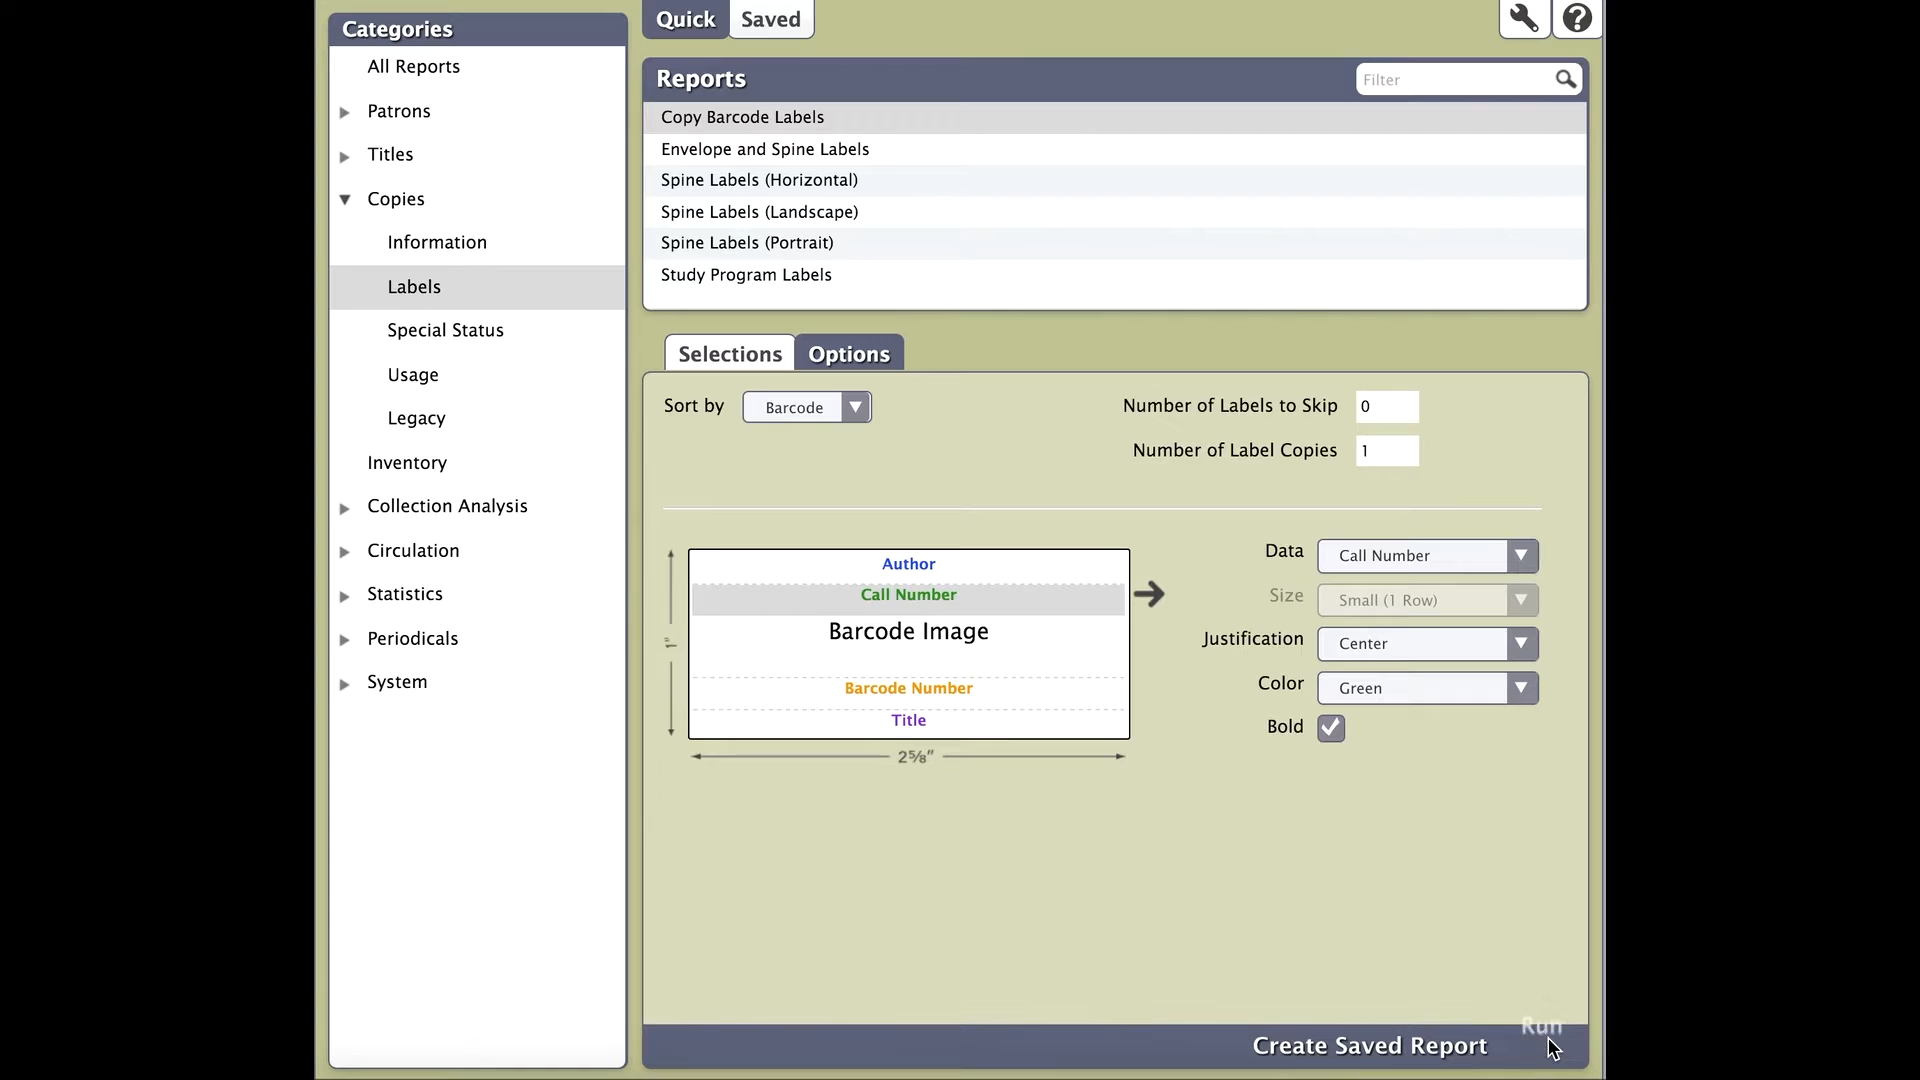 Categories
All Reports
Patrons
Titles
Copies
Information
Labels
Special Status
Usage
Legacy
Inventory
Collection Analysis
Circulation
Statistics
Periodicals
System
Quick Saved
Reports
Filter
Copy Barcode Labels
Envelope and Spine Labels
Spine Labels (Horizontal)
Spine Labels (Landscape)
Spine Labels (Portrait)
Study Program Labels
Selections Options
Sort by Barcode
Number of Labels to Skip 0
Number of Label Copies 1
Author
Call Number
Barcode Image
Barcode Number
Title
1"
2⅝"
Data Call Number
Size Small (1 Row)
Justification Center
Color Green
Bold
Create Saved Report
Run